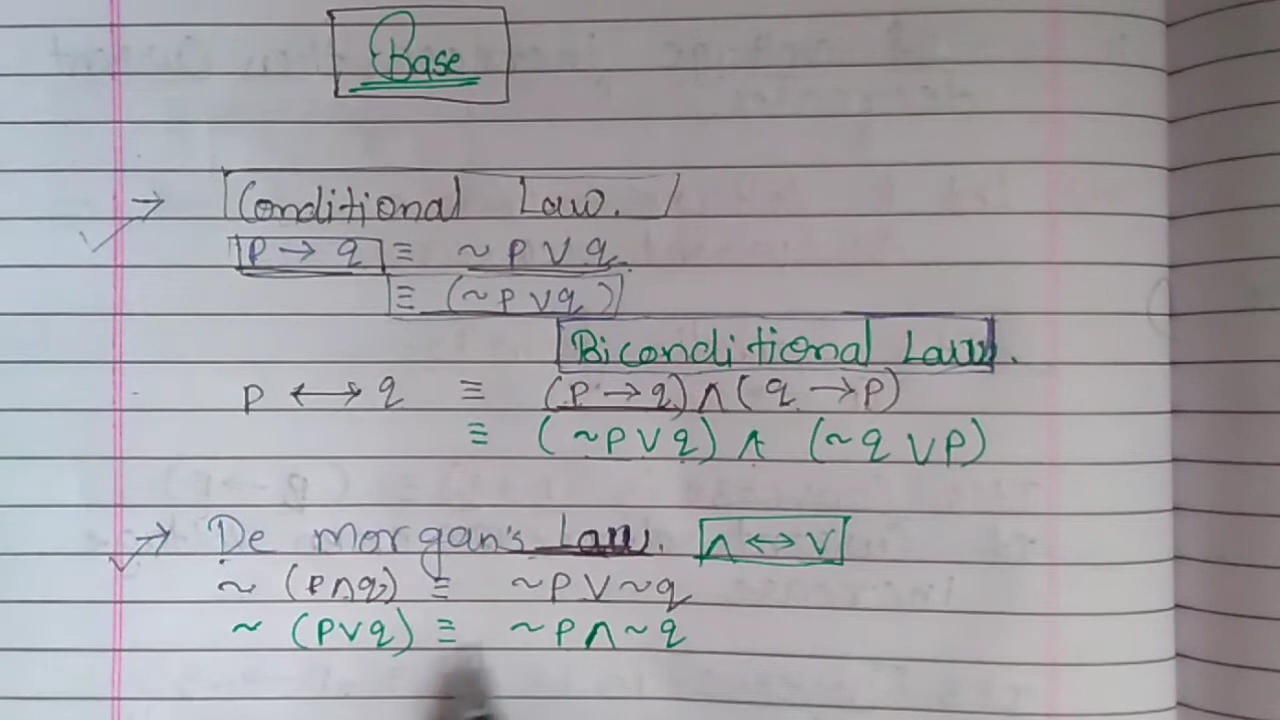 Base
→ Conditional Law.
p → q ≡ ~ p ∨ q.
≡ (~ p ∨ q)
Biconditional Law.
p ↔ q ≡ (p → q) ∧ (q → p)
≡ (~p ∨ q) ∧ (~q ∨ p)
→ De morgan's Law. ∧ ↔ ∨
~ (p ∧ q) ≡ ~p ∨ ~q
~ (p ∨ q) ≡ ~p ∧ ~q